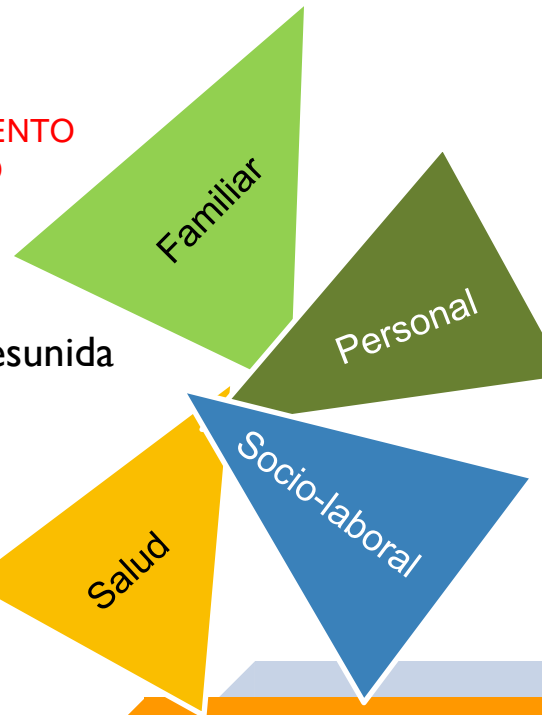 ENTO
O
Familiar
Personal
esunida
Socio-laboral
Salud